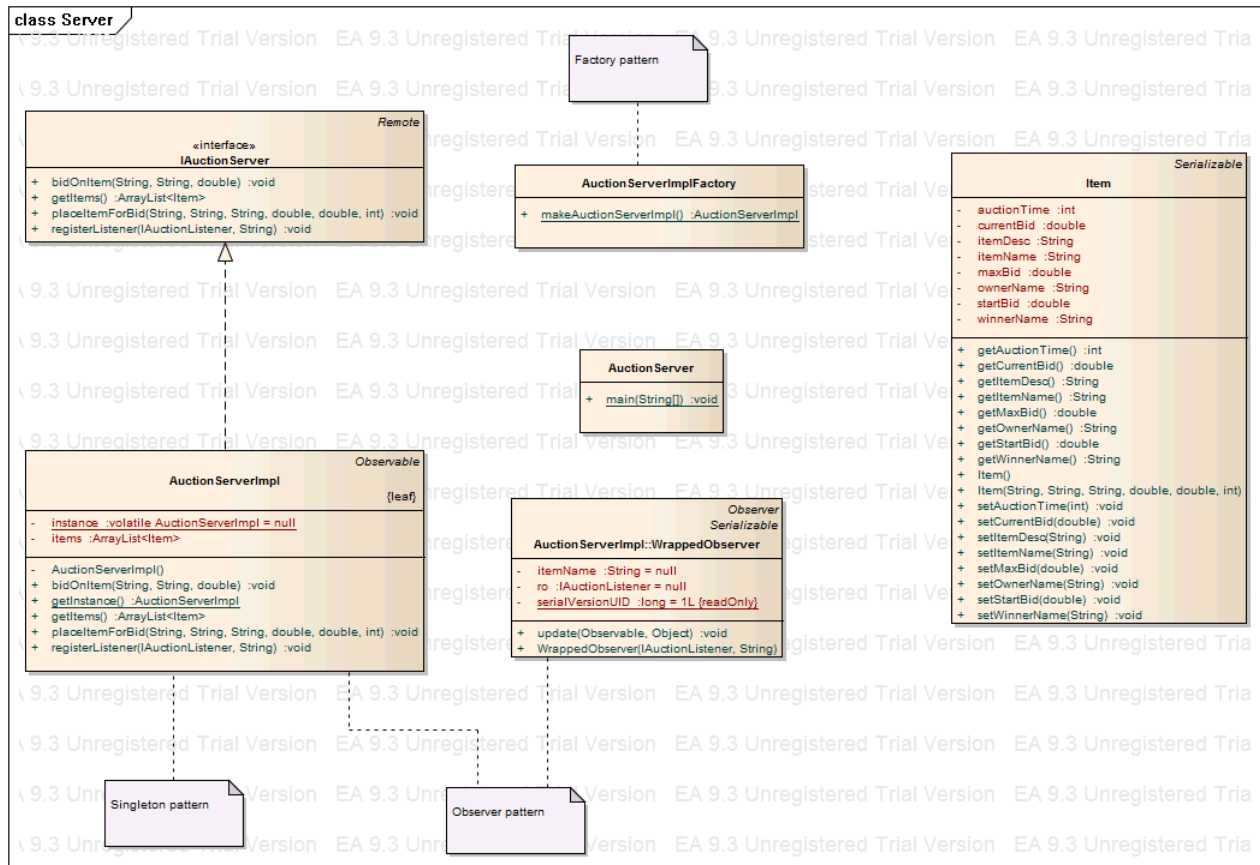 class Server
EA 9.3 Unregistered Trial Version
Factory pattern
Remote
«interface»
IAuctionServer
+ bidOnItem(String, String, double) :void
+ getItems() :ArrayList<Item>
+ placeItemForBid(String, String, String, double, double, int) :void
+ registerListener(IAuctionListener, String) :void
AuctionServerImplFactory
+ makeAuctionServerImpl() :AuctionServerImpl
Serializable
Item
- auctionTime :int
- currentBid :double
- itemDesc :String
- itemName :String
- maxBid :double
- ownerName :String
- startBid :double
- winnerName :String
+ getAuctionTime() :int
+ getCurrentBid() :double
+ getItemDesc() :String
+ getItemName() :String
+ getMaxBid() :double
+ getOwnerName() :String
+ getStartBid() :double
+ getWinnerName() :String
+ Item()
+ Item(String, String, String, double, double, int)
+ setAuctionTime(int) :void
+ setCurrentBid(double) :void
+ setItemDesc(String) :void
+ setItemName(String) :void
+ setMaxBid(double) :void
+ setOwnerName(String) :void
+ setStartBid(double) :void
+ setWinnerName(String) :void
AuctionServer
+ main(String[]) :void
Observable
AuctionServerImpl
{leaf}
- instance :volatile AuctionServerImpl = null
- items :ArrayList<Item>
- AuctionServerImpl()
+ bidOnItem(String, String, double) :void
+ getInstance() :AuctionServerImpl
+ getItems() :ArrayList<Item>
+ placeItemForBid(String, String, String, double, double, int) :void
+ registerListener(IAuctionListener, String) :void
Observer
Serializable
AuctionServerImpl::WrappedObserver
- itemName :String = null
- ro :IAuctionListener = null
- serialVersionUID :long = 1L {readOnly}
+ update(Observable, Object) :void
+ WrappedObserver(IAuctionListener, String)
Singleton pattern
Observer pattern